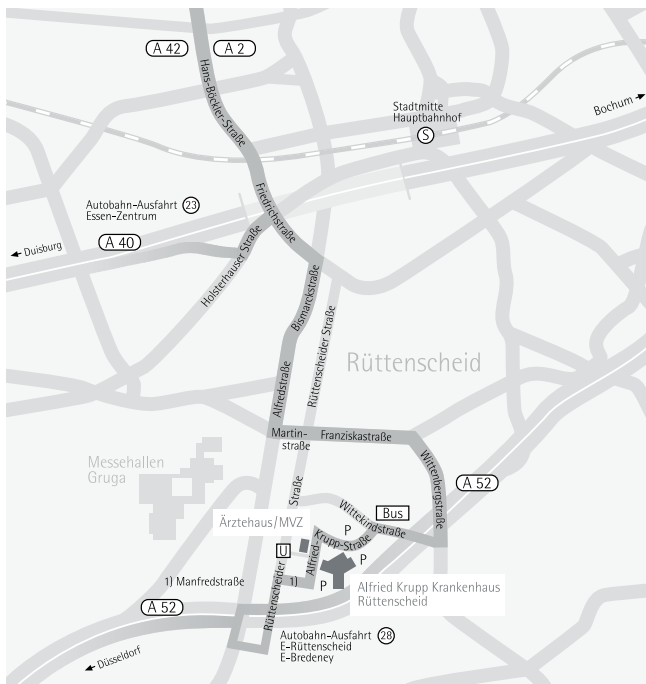 A 42
A 2
Hans-Böckler-Straße
Stadtmitte
Hauptbahnhof
S
Bochum
Autobahn-Ausfahrt 23
Essen-Zentrum
Friedrichstraße
Duisburg
A 40
Holsterhauser Straße
Bismarckstraße
Rüttenscheider Straße
Rüttenscheid
Alfredstraße
Martin-
straße
Franziskastraße
Messehallen
Gruga
Wittenbergstraße
A 52
Straße
Wittekindstraße
Bus
Ärztehaus/MVZ
P
Krupp-Straße
U
Alfried-
P
Rüttenscheider
1) Manfredstraße
1)
P
Alfried Krupp Krankenhaus
Rüttenscheid
A 52
Autobahn-Ausfahrt 28
E-Rüttenscheid
E-Bredeney
Düsseldorf